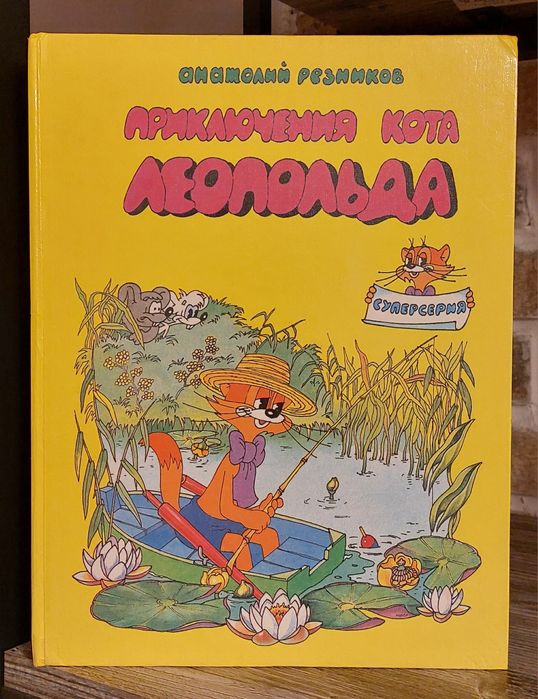 Анатолий Резников
ПРИКЛЮЧЕНИЯ КОТА
ЛЕОПОЛЬДА
СУПЕРСЕРИЯ